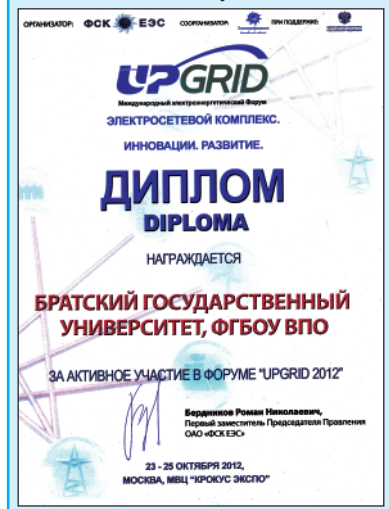 ОРГАНИЗАТОР: ФСК ЕЭС СООРГАНИЗАТОР: ПРИ ПОДДЕРЖКЕ:
UPGRID
Международный электроэнергетический Форум
ЭЛЕКТРОСЕТЕВОЙ КОМПЛЕКС.
ИННОВАЦИИ. РАЗВИТИЕ.
ДИПЛОМ
DIPLOMA
НАГРАЖДАЕТСЯ
БРАТСКИЙ ГОСУДАРСТВЕННЫЙ
УНИВЕРСИТЕТ, ФГБОУ ВПО
ЗА АКТИВНОЕ УЧАСТИЕ В ФОРУМЕ "UPGRID 2012"
Бердников Роман Николаевич,
Первый заместитель Председателя Правления
ОАО «ФСК ЕЭС»
23 - 25 ОКТЯБРЯ 2012,
МОСКВА, МВЦ "КРОКУС ЭКСПО"